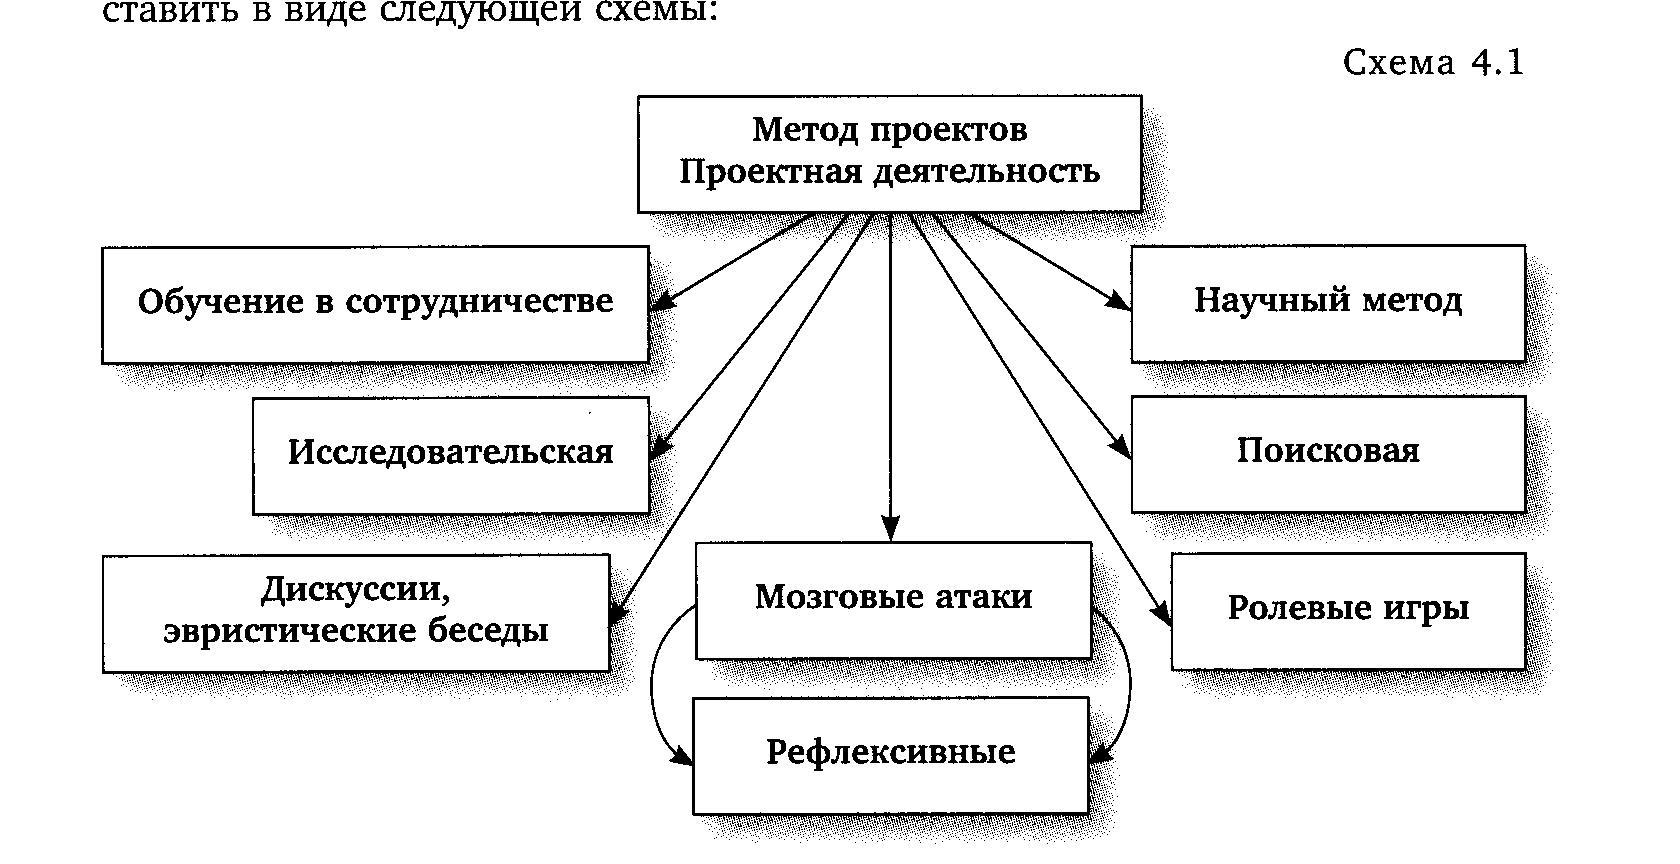 ставить в виде следующей схемы:
Схема 4.1
Метод проектов
Проектная деятельность
Обучение в сотрудничестве
Научный метод
Исследовательская
Поисковая
Дискуссии,
эвристические беседы
Мозговые атаки
Ролевые игры
Рефлексивные